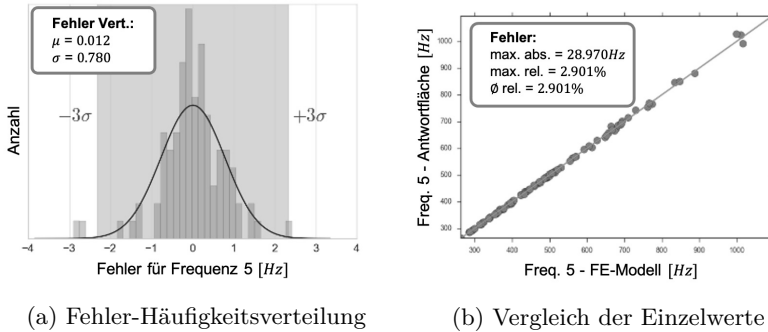 Fehler Vert.:
μ = 0.012
σ = 0.780
−3σ
+3σ
Anzahl
−4 −3 −2 −1 0 1 2 3 4
Fehler für Frequenz 5 [Hz]
(a) Fehler-Häufigkeitsverteilung
Fehler:
max. abs. = 28.970Hz
max. rel. = 2.901%
Ø rel. = 2.901%
Freq. 5 - Antwortfläche [Hz]
1000
900
800
700
600
500
400
300
300 400 500 600 700 800 900 1000
Freq. 5 - FE-Modell [Hz]
(b) Vergleich der Einzelwerte